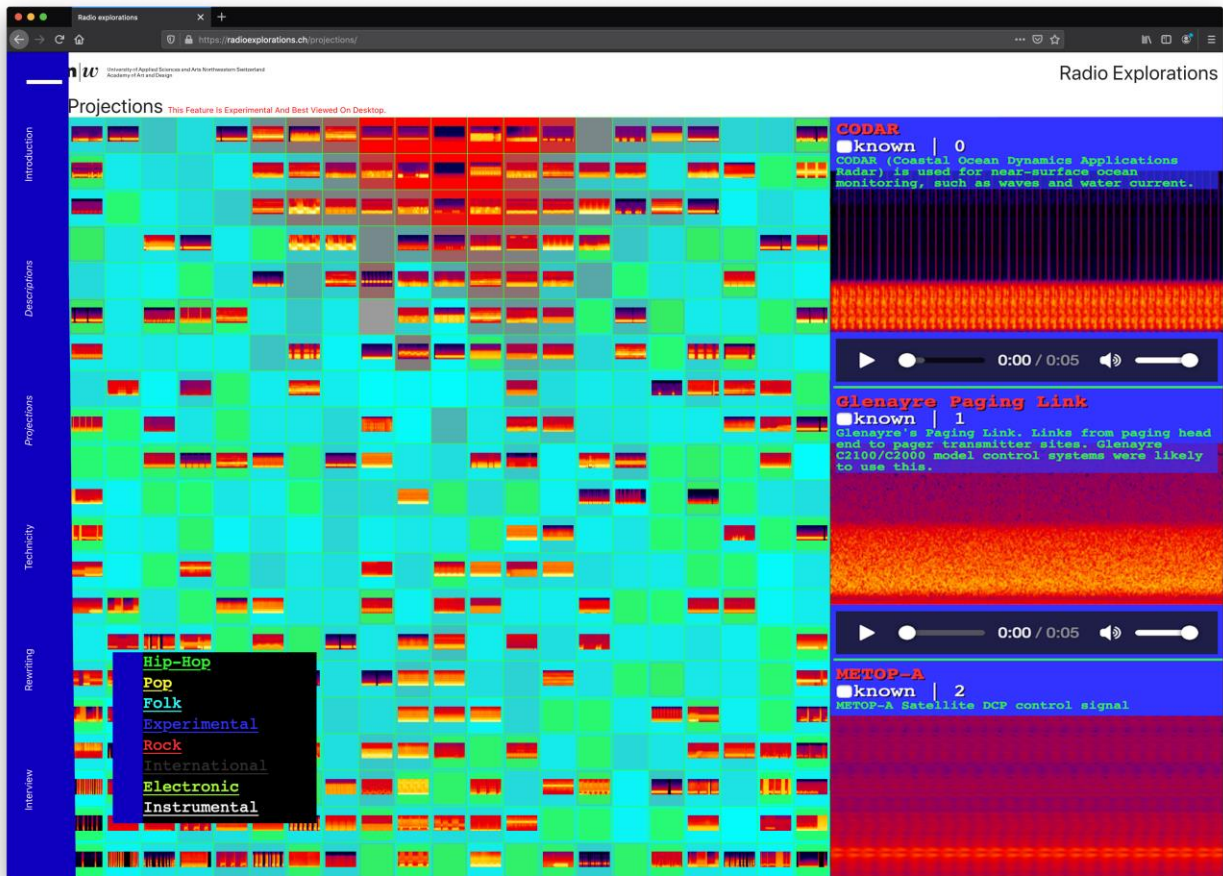 Radio explorations
https://radioexplorations.ch/projections/
n|w
University of Applied Sciences and Arts Northwestern Switzerland
Academy of Art and Design
Radio Explorations
Projections This Feature Is Experimental And Best Viewed On Desktop.
Introduction
Descriptions
Projections
Technicity
Rewriting
Interview
Hip-Hop
Pop
Folk
Experimental
Rock
International
Electronic
Instrumental
CODAR
known | 0
CODAR (Coastal Ocean Dynamics Applications
Radar) is used for near-surface ocean
monitoring, such as waves and water current.
0:00 / 0:05
Glenayre Paging Link
known | 1
Glenayre's Paging Link. Links from paging head
end to pager transmitter sites. Glenayre
C2100/C2000 model control systems were likely
to use this.
0:00 / 0:05
METOP-A
known | 2
METOP-A Satellite DCP control signal